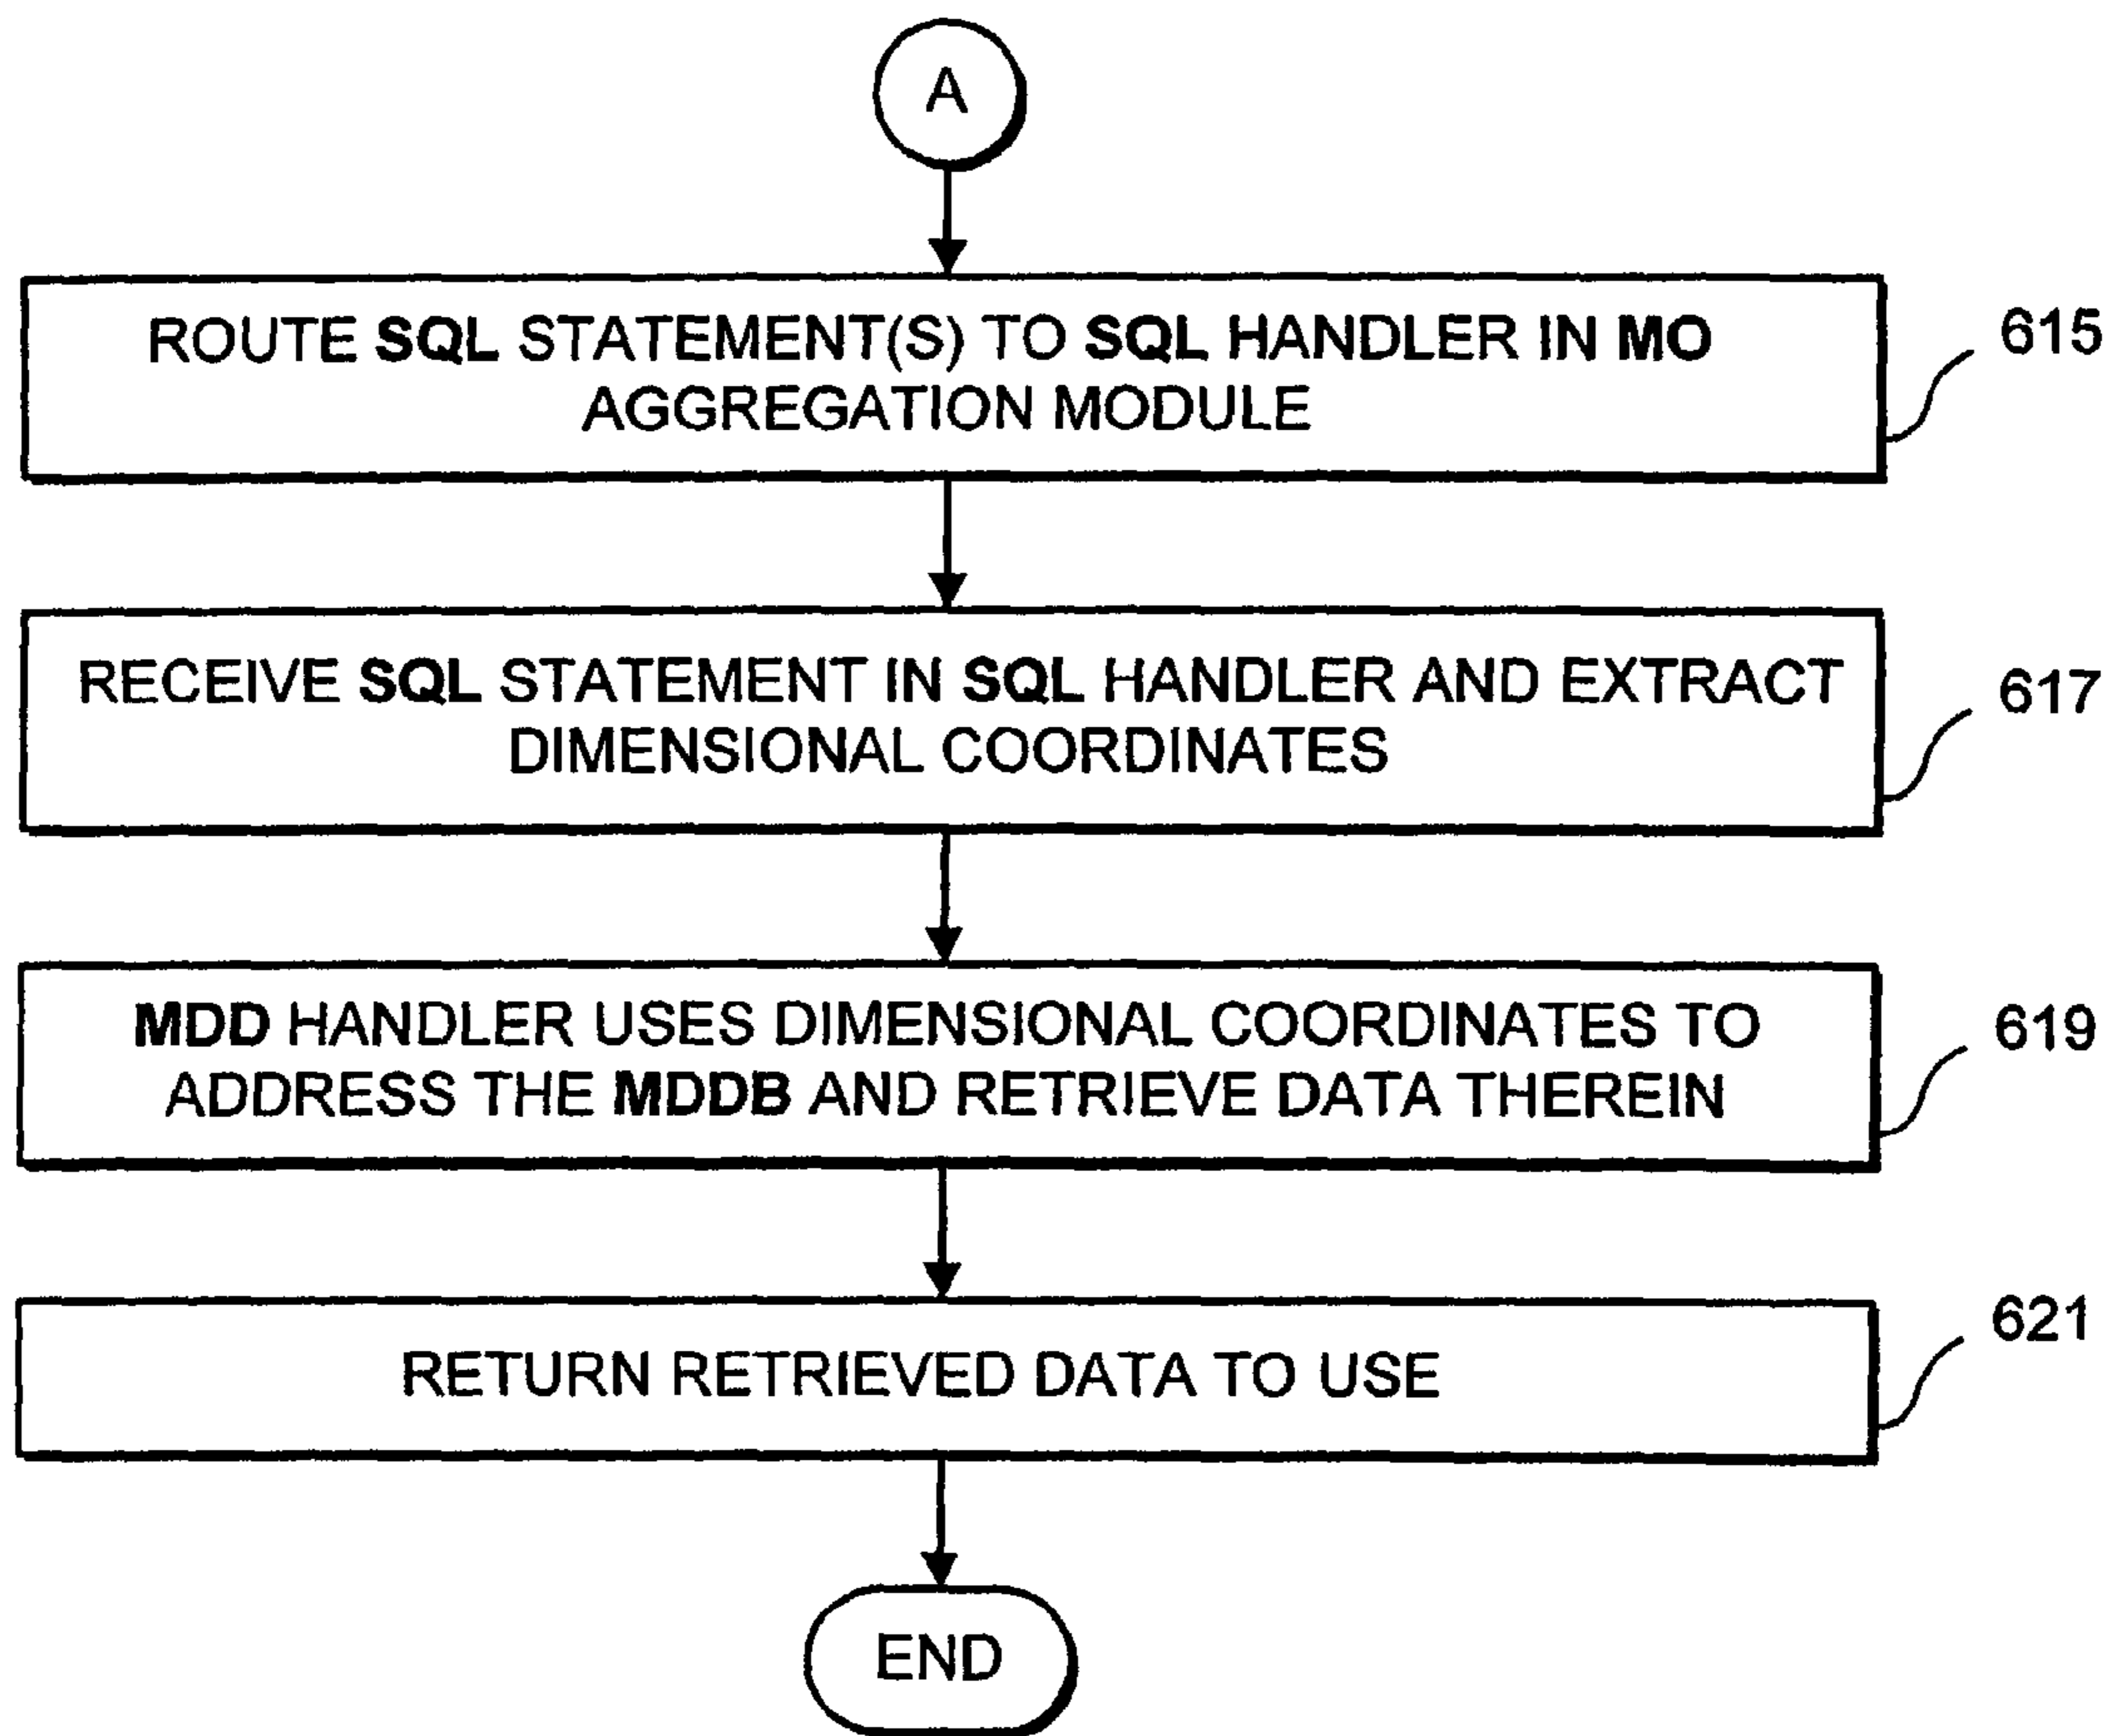 A
ROUTE SQL STATEMENT(S) TO SQL HANDLER IN MO
AGGREGATION MODULE
615
RECEIVE SQL STATEMENT IN SQL HANDLER AND EXTRACT
DIMENSIONAL COORDINATES
617
MDD HANDLER USES DIMENSIONAL COORDINATES TO
ADDRESS THE MDDB AND RETRIEVE DATA THEREIN
619
RETURN RETRIEVED DATA TO USE
621
END